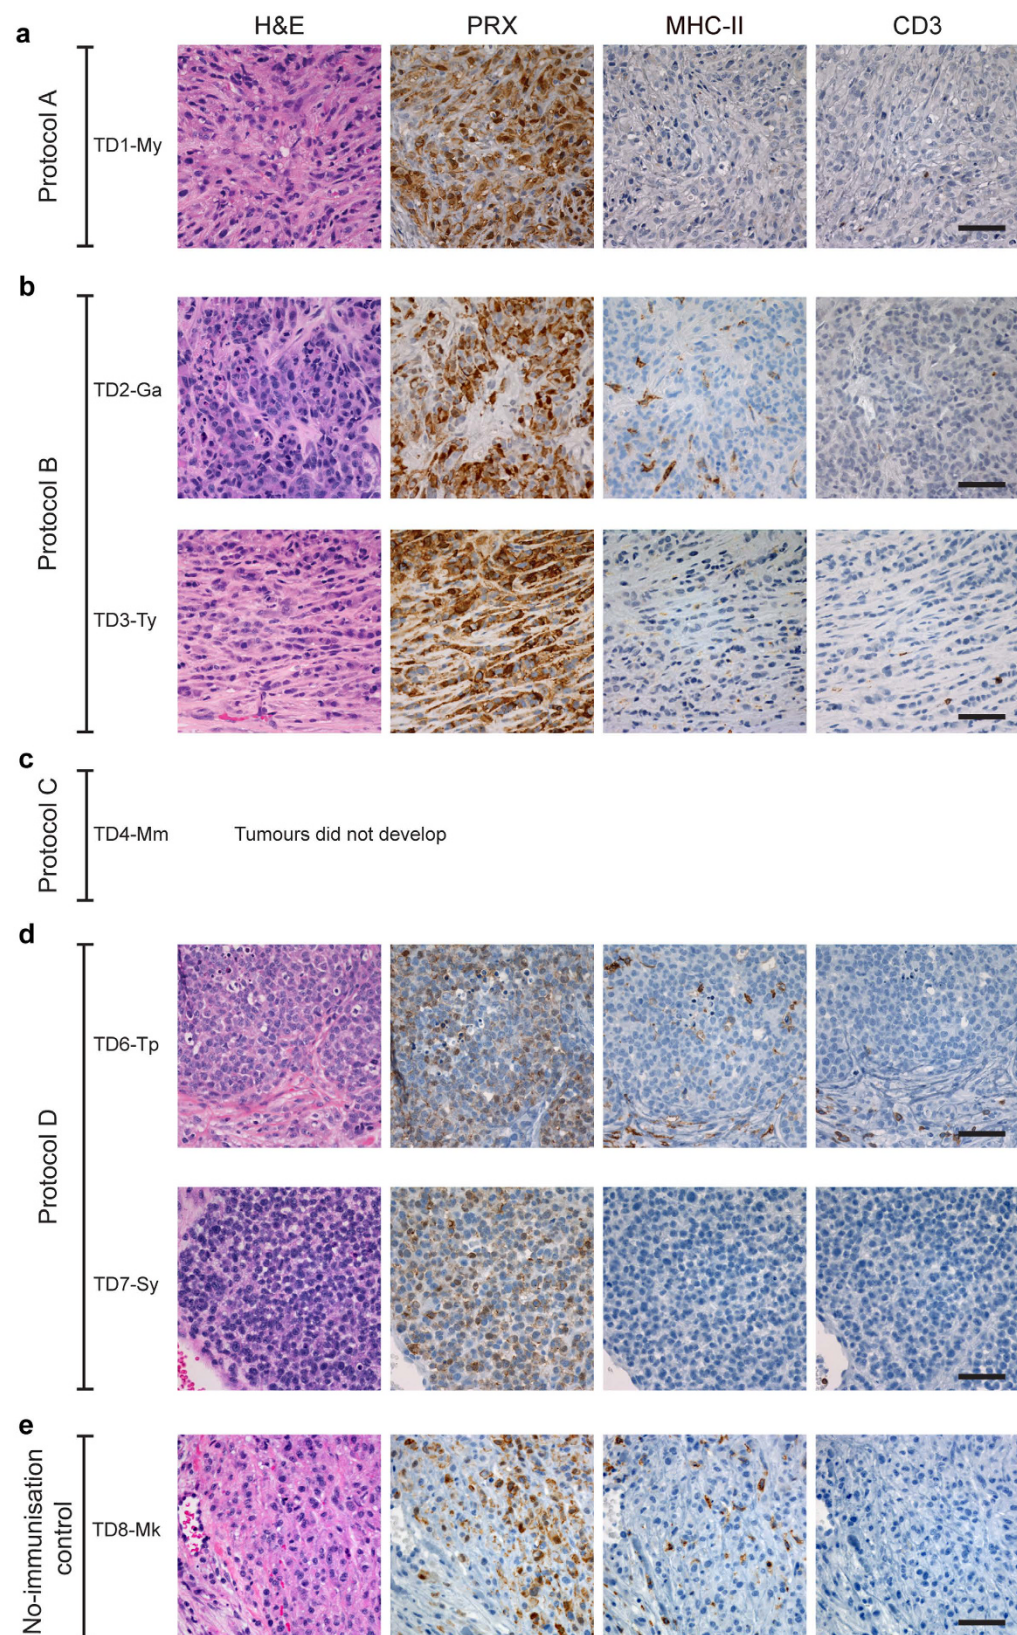 H&E PRX MHC-II CD3
a
Protocol A
TD1-My
b
Protocol B
TD2-Ga
TD3-Ty
c
Protocol C
TD4-Mm Tumours did not develop
d
Protocol D
TD6-Tp
TD7-Sy
e
No-immunisation
control
TD8-Mk